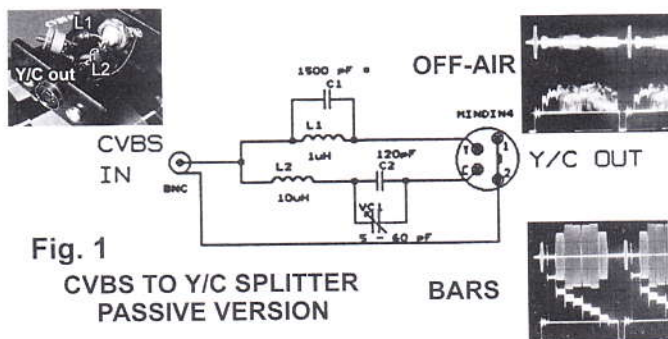 L1
L2
Y/C out
1500 pF
C1
L1
1uH
CVBS
IN
BNC
L2
10uH
120pF
C2
VC1
5 - 60 pF
OFF-AIR
MINDIN4
Y
C
1
2
Y/C OUT
Fig. 1
CVBS TO Y/C SPLITTER
PASSIVE VERSION
BARS